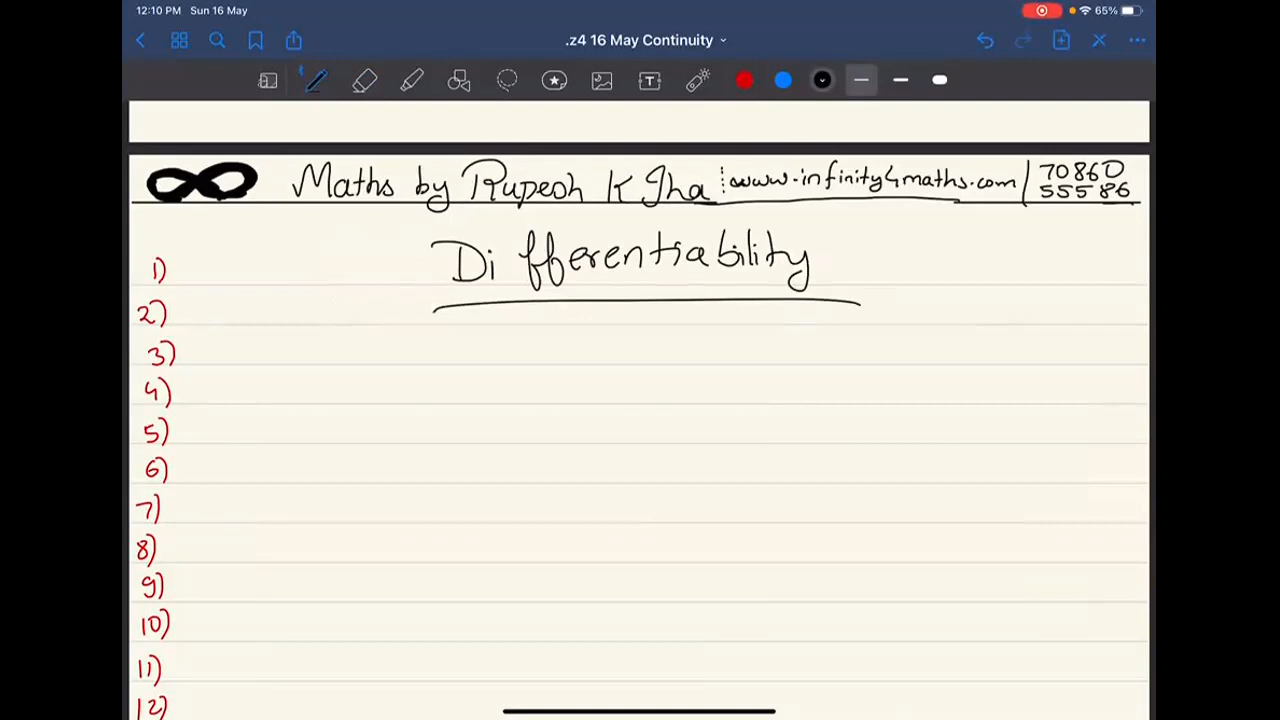 12:10 PM Sun 16 May 65%
.z4 16 May Continuity
T
Maths by Rupesh K Jha www.infinity4maths.com 70860
55586
Differentiability
1)
2)
3)
4)
5)
6)
7)
8)
9)
10)
11)
12)